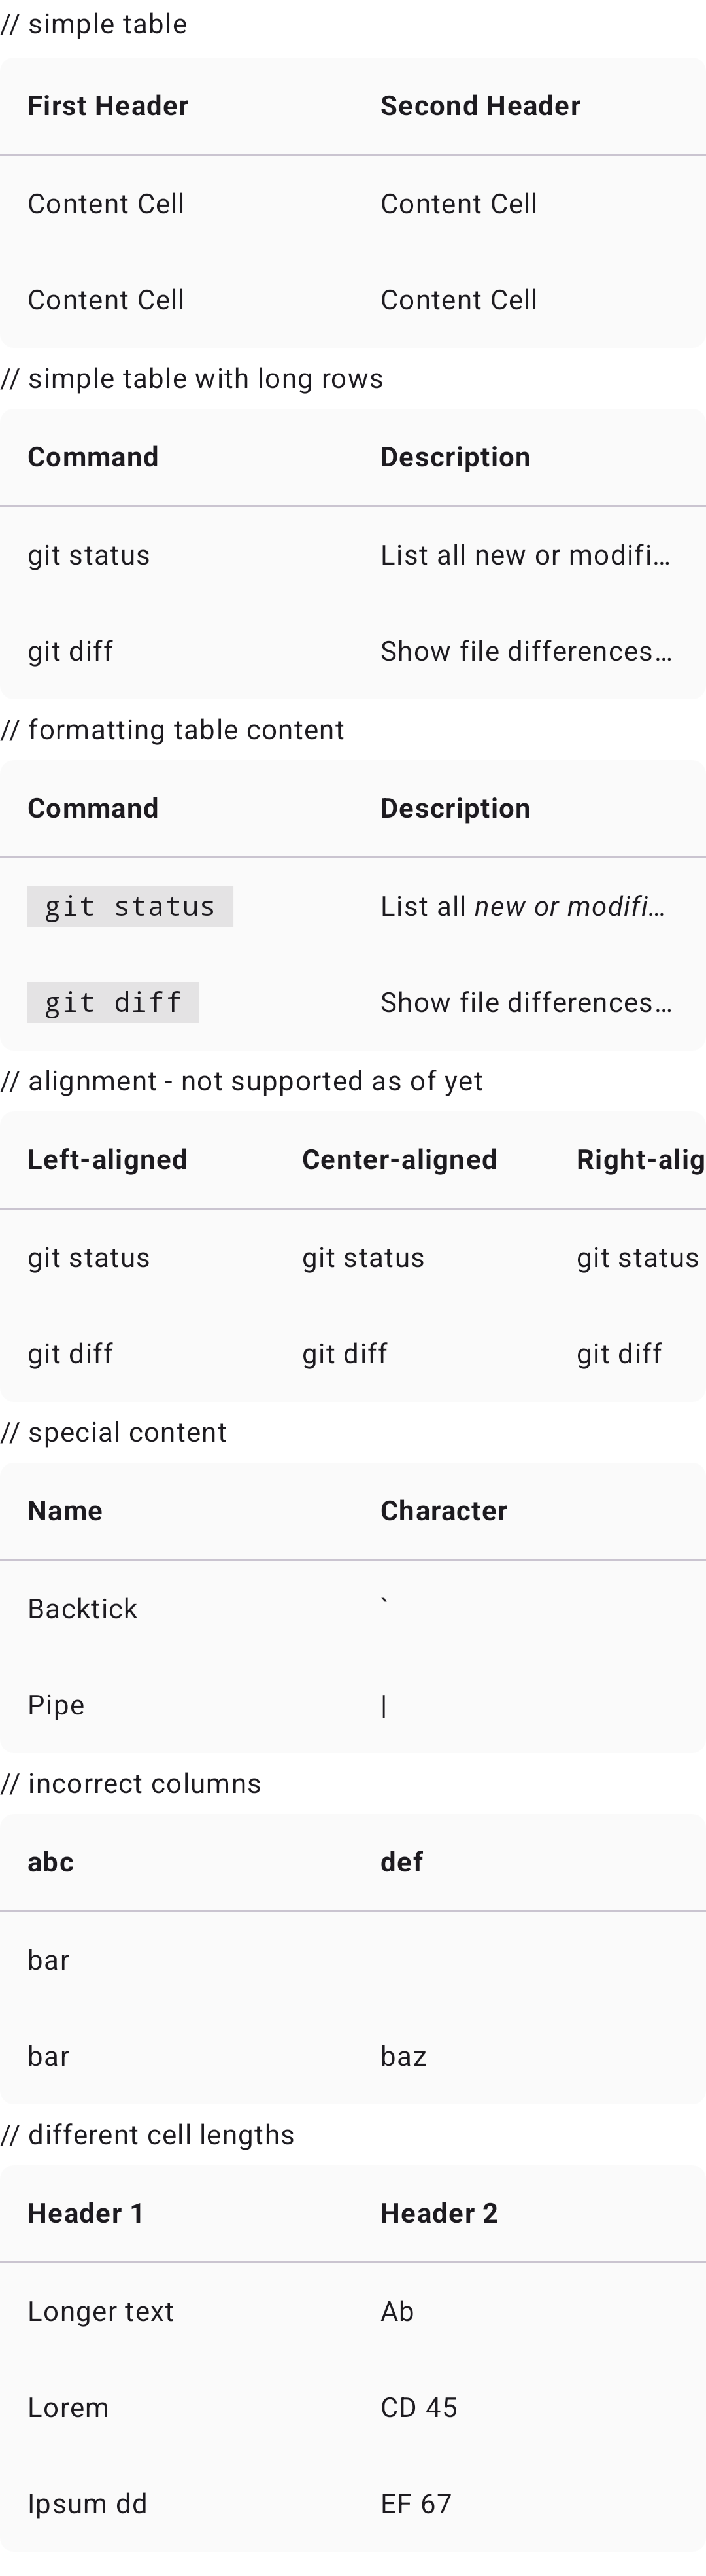 // simple table
First Header Second Header
Content Cell Content Cell
Content Cell Content Cell
// simple table with long rows
Command Description
git status List all new or modifi…
git diff Show file differences…
// formatting table content
Command Description
git status List all new or modifi…
git diff Show file differences…
// alignment - not supported as of yet
Left-aligned Center-aligned Right-alig
git status git status git status
git diff git diff git diff
// special content
Name Character
Backtick `
Pipe |
// incorrect columns
abc def
bar
bar baz
// different cell lengths
Header 1 Header 2
Longer text Ab
Lorem CD 45
Ipsum dd EF 67